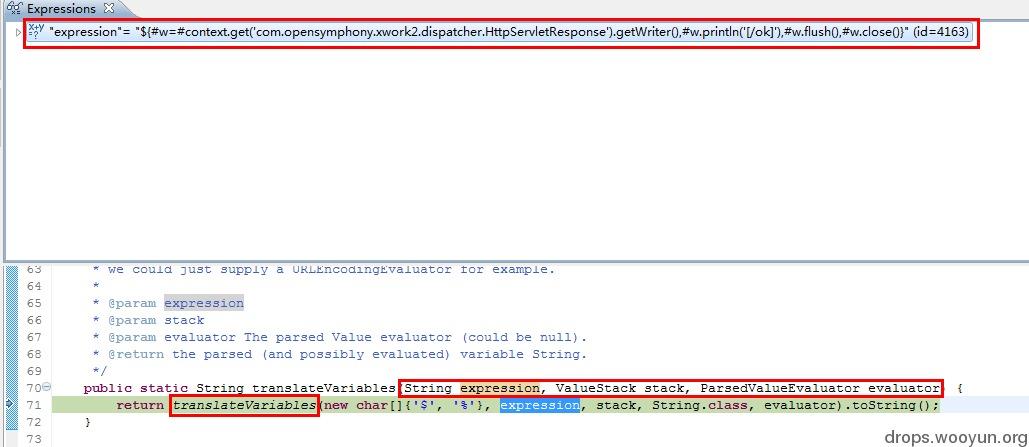 Expressions
"expression"= "${#w=#context.get('com.opensymphony.xwork2.dispatcher.HttpServletResponse').getWriter(),#w.println('[/ok]'),#w.flush(),#w.close()}" (id=4163)
63 * we could just supply a URLEncodingEvaluator for example.
64 *
65 * @param expression
66 * @param stack
67 * @param evaluator The parsed Value evaluator (could be null).
68 * @return the parsed (and possibly evaluated) variable String.
69 */
70 public static String translateVariables(String expression, ValueStack stack, ParsedValueEvaluator evaluator) {
71 return translateVariables(new char[]{'$', '%'}, expression, stack, String.class, evaluator).toString();
72 }
73
drops.wooyun.org